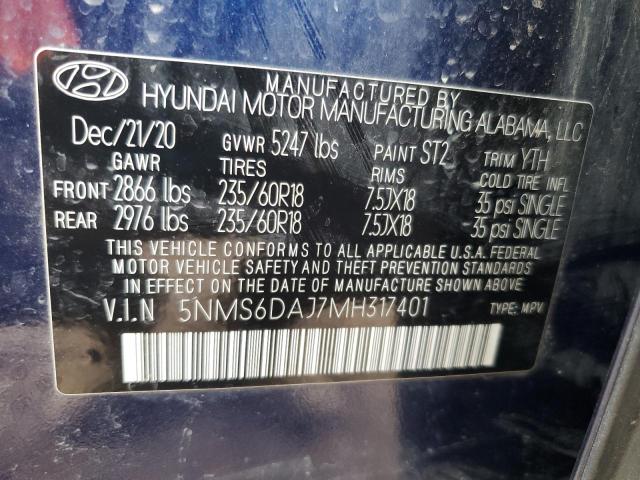 MANUFACTURED BY
HYUNDAI MOTOR MANUFACTURING ALABAMA, LLC
Dec/21/20 GVWR 5247 lbs PAINT ST2 TRIM YTH
GAWR TIRES RIMS COLD TIRE INFL
FRONT 2866 lbs 235/60R18 7.5JX18 35 psi SINGLE
REAR 2976 lbs 235/60R18 7.5JX18 35 psi SINGLE
THIS VEHICLE CONFORMS TO ALL APPLICABLE U.S.A. FEDERAL
MOTOR VEHICLE SAFETY AND THEFT PREVENTION STANDARDS
IN EFFECT ON THE DATE OF MANUFACTURE SHOWN ABOVE.
V.I.N 5NMS6DAJ7MH317401 TYPE: MPV